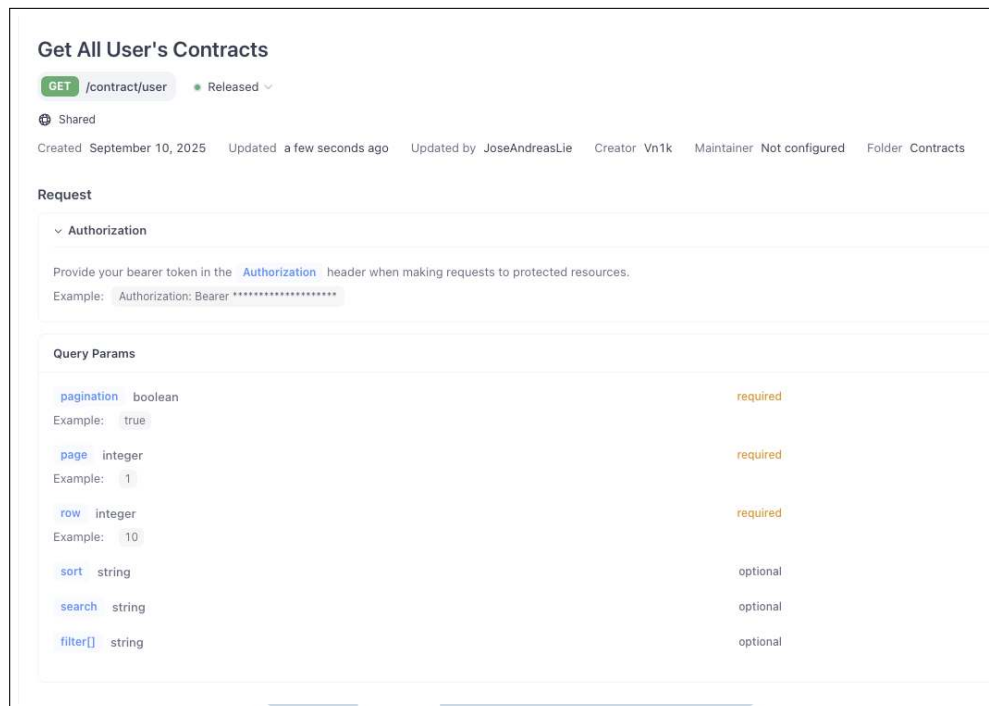 Get All User's Contracts
GET /contract/user Released
Shared
Created September 10, 2025 Updated a few seconds ago Updated by JoseAndreasLie Creator Vn1k Maintainer Not configured Folder Contracts
Request
Authorization
Provide your bearer token in the Authorization header when making requests to protected resources.
Example: Authorization: Bearer ********************
Query Params
pagination boolean required
Example: true
page integer required
Example: 1
row integer required
Example: 10
sort string optional
search string optional
filter[] string optional